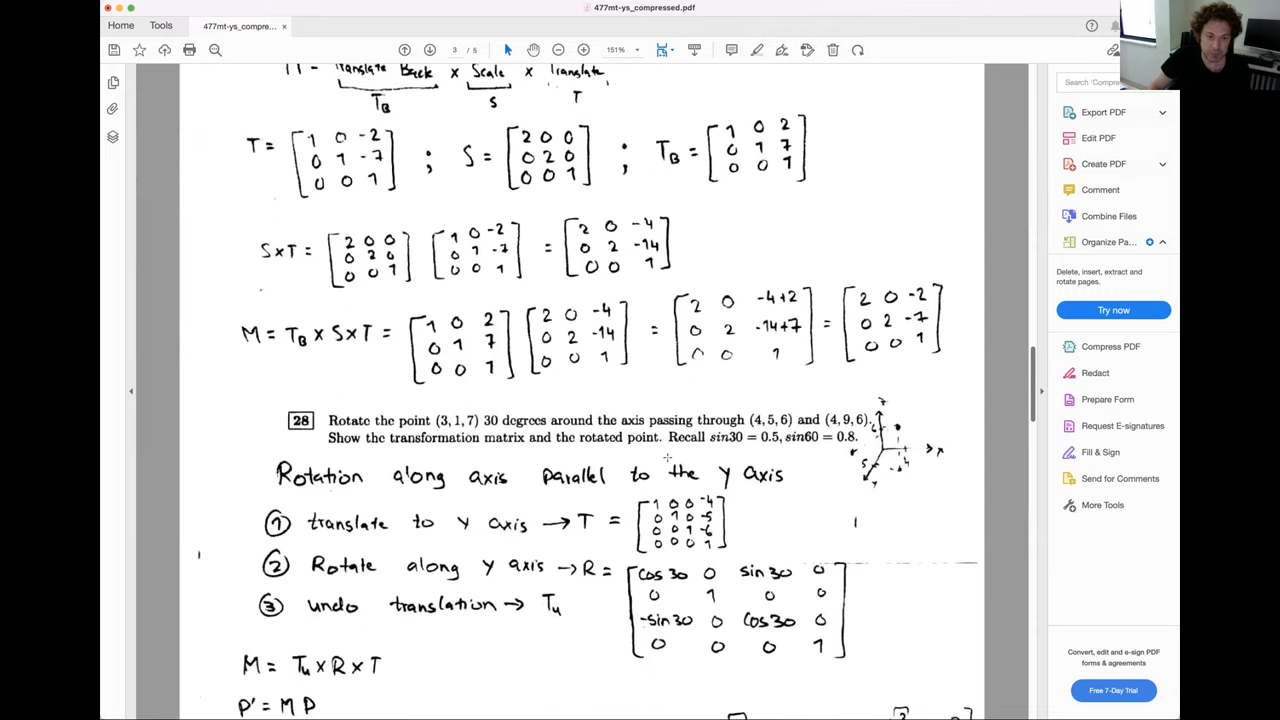 477mt-ys_compressed.pdf
Home Tools 477mt-ys_compre... ×
3 / 5 151%
M = Translate Back × Scale × Translate
T_B S T
T = [1 0 -2; 0 1 -7; 0 0 1] ; S = [2 0 0; 0 2 0; 0 0 1] ; T_B = [1 0 2; 0 1 7; 0 0 1]
S×T = [2 0 0; 0 2 0; 0 0 1] [1 0 -2; 0 1 -7; 0 0 1] = [2 0 -4; 0 2 -14; 0 0 1]
M = T_B × S×T = [1 0 2; 0 1 7; 0 0 1] [2 0 -4; 0 2 -14; 0 0 1] = [2 0 -4+2; 0 2 -14+7; 0 0 1] = [2 0 -2; 0 2 -7; 0 0 1]
28 Rotate the point (3, 1, 7) 30 degrees around the axis passing through (4, 5, 6) and (4, 9, 6).
Show the transformation matrix and the rotated point. Recall sin30 = 0.5, sin60 = 0.8.
Rotation along axis parallel to the y axis
① translate to y axis → T = [1 0 0 -4; 0 1 0 -5; 0 0 1 -6; 0 0 0 1]
② Rotate along y axis → R = [cos30 0 sin30 0; 0 1 0 0; -sin30 0 cos30 0; 0 0 0 1]
③ undo translation → Tu
M = Tu × R × T
P' = M P
Search 'Compre
Export PDF
Edit PDF
Create PDF
Comment
Combine Files
Organize Pa...
Delete, insert, extract and
rotate pages.
Try now
Compress PDF
Redact
Prepare Form
Request E-signatures
Fill & Sign
Send for Comments
More Tools
Convert, edit and e-sign PDF
forms & agreements
Free 7-Day Trial